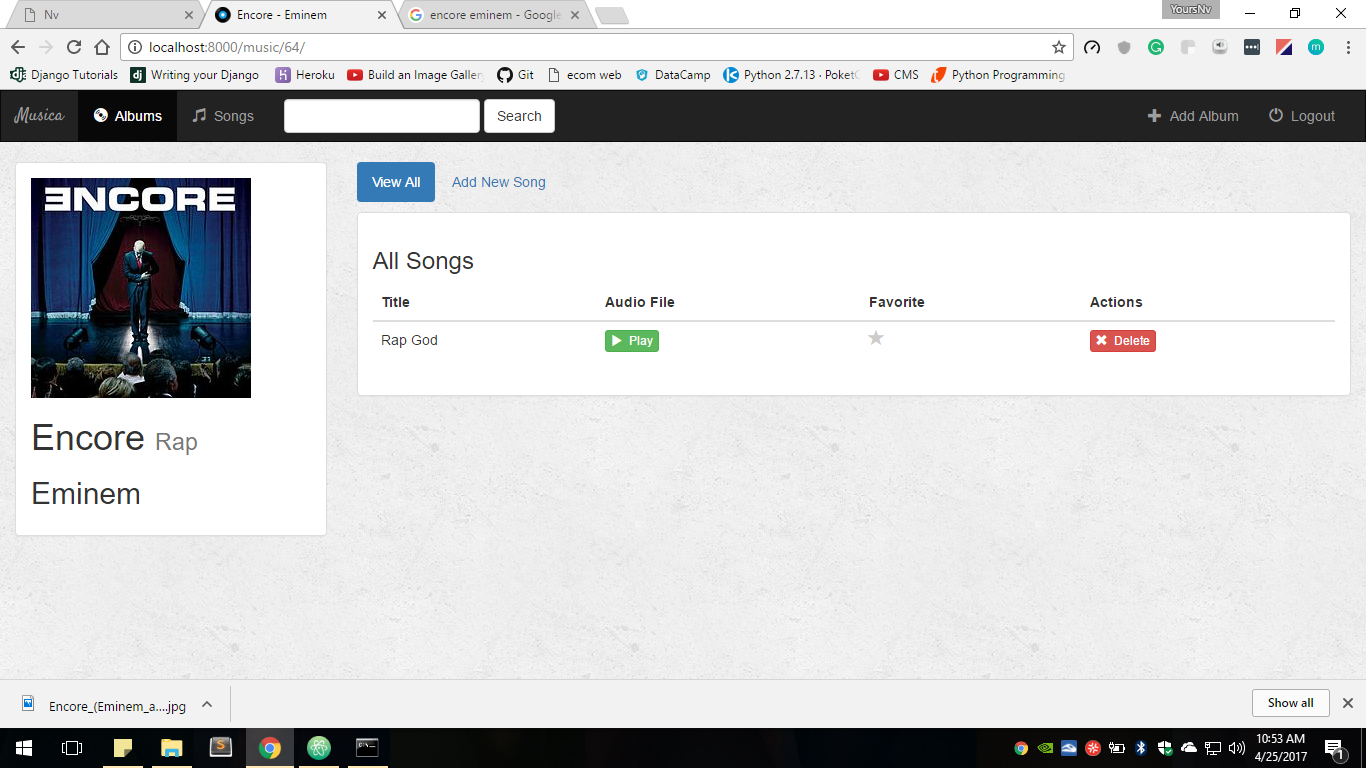 Nv
Encore - Eminem
encore eminem - Google
YoursNv
localhost:8000/music/64/
Django Tutorials
Writing your Django
Heroku
Build an Image Galler
Git
ecom web
DataCamp
Python 2.7.13 · PoketC
CMS
Python Programming
Musica
Albums
Songs
Search
Add Album
Logout
ENCORE
Encore Rap
Eminem
View All
Add New Song
All Songs
Title Audio File Favorite Actions
Rap God Play Delete
Encore_(Eminem_a....jpg
Show all
10:53 AM
4/25/2017
1